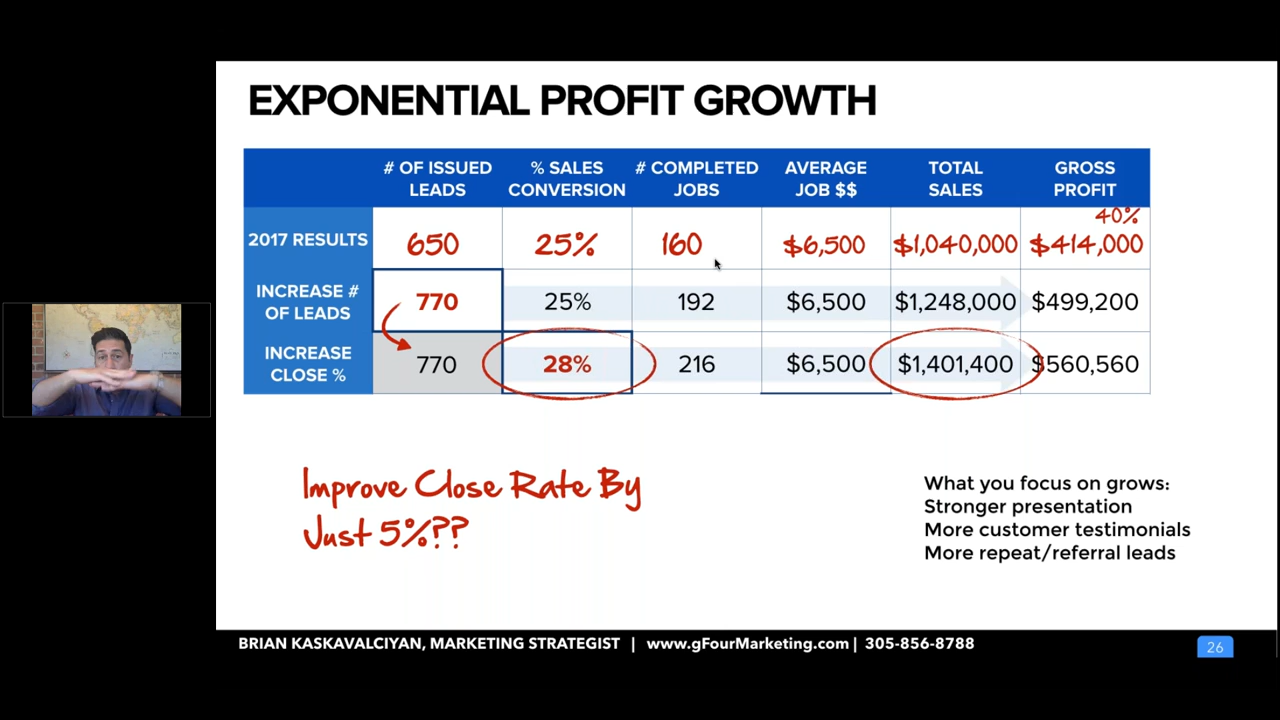 EXPONENTIAL PROFIT GROWTH
# OF ISSUED LEADS
% SALES CONVERSION
# COMPLETED JOBS
AVERAGE JOB $$
TOTAL SALES
GROSS PROFIT
40%
2017 RESULTS 650 25% 160 $6,500 $1,040,000 $414,000
INCREASE # OF LEADS 770 25% 192 $6,500 $1,248,000 $499,200
INCREASE CLOSE % 770 28% 216 $6,500 $1,401,400 $560,560
Improve Close Rate By
Just 5%??
What you focus on grows:
Stronger presentation
More customer testimonials
More repeat/referral leads
BRIAN KASKAVALCIYAN, MARKETING STRATEGIST | www.gFourMarketing.com | 305-856-8788
26